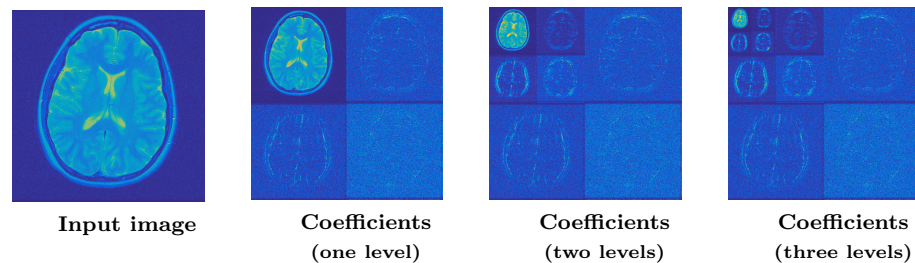 Input image
Coefficients
(one level)
Coefficients
(two levels)
Coefficients
(three levels)